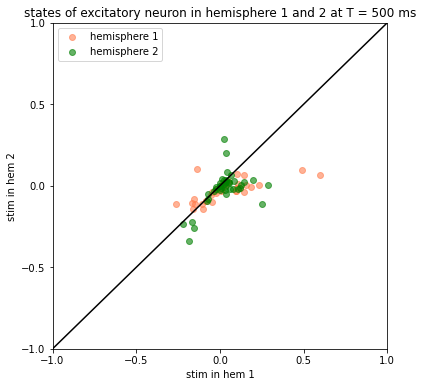 states of excitatory neuron in hemisphere 1 and 2 at T = 500 ms
hemisphere 1
hemisphere 2
1.0
0.5
0.0
−0.5
−1.0
stim in hem 2
−1.0
−0.5
0.0
0.5
1.0
stim in hem 1